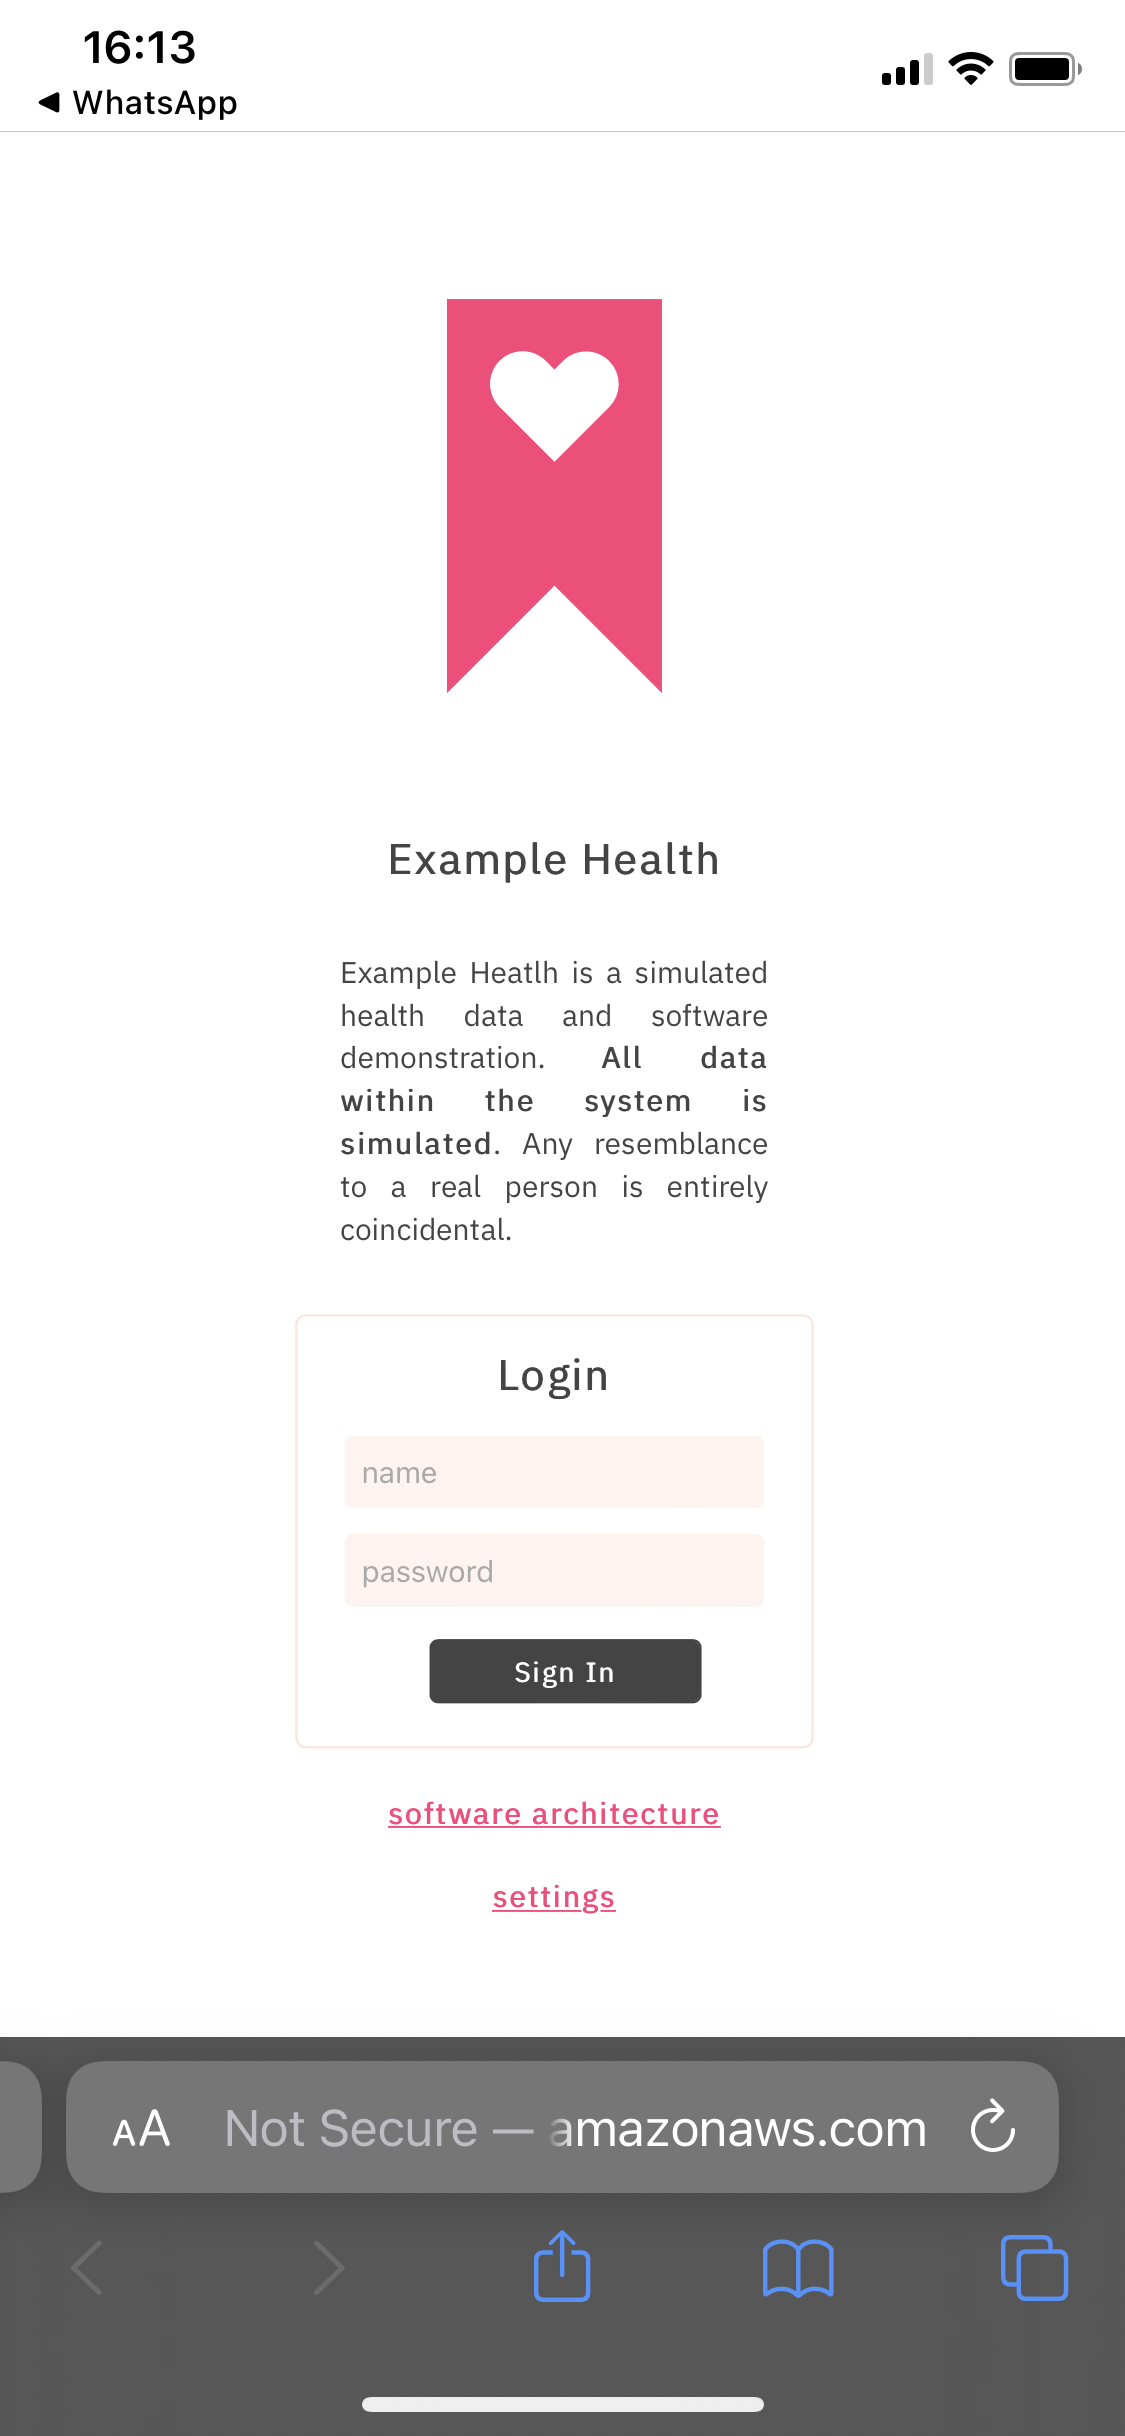 16:13
◀ WhatsApp
Example Health
Example Heatlh is a simulated
health data and software
demonstration. All data
within the system is
simulated. Any resemblance
to a real person is entirely
coincidental.
Login
name
password
Sign In
software architecture
settings
AA Not Secure — amazonaws.com